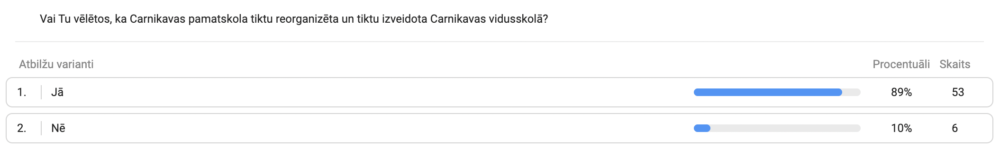 Vai Tu vēlētos, ka Carnikavas pamatskola tiktu reorganizēta un tiktu izveidota Carnikavas vidusskolā?
Atbilžu varianti Procentuāli Skaits
1. Jā 89% 53
2. Nē 10% 6